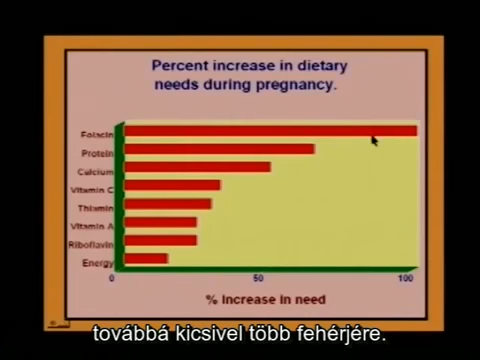 Percent increase in dietary
needs during pregnancy.
Folacin
Protein
Calcium
Vitamin C
Thiamin
Vitamin A
Riboflavin
Energy
0 50 100
% Increase in need
továbbá kicsivel több fehérjére.